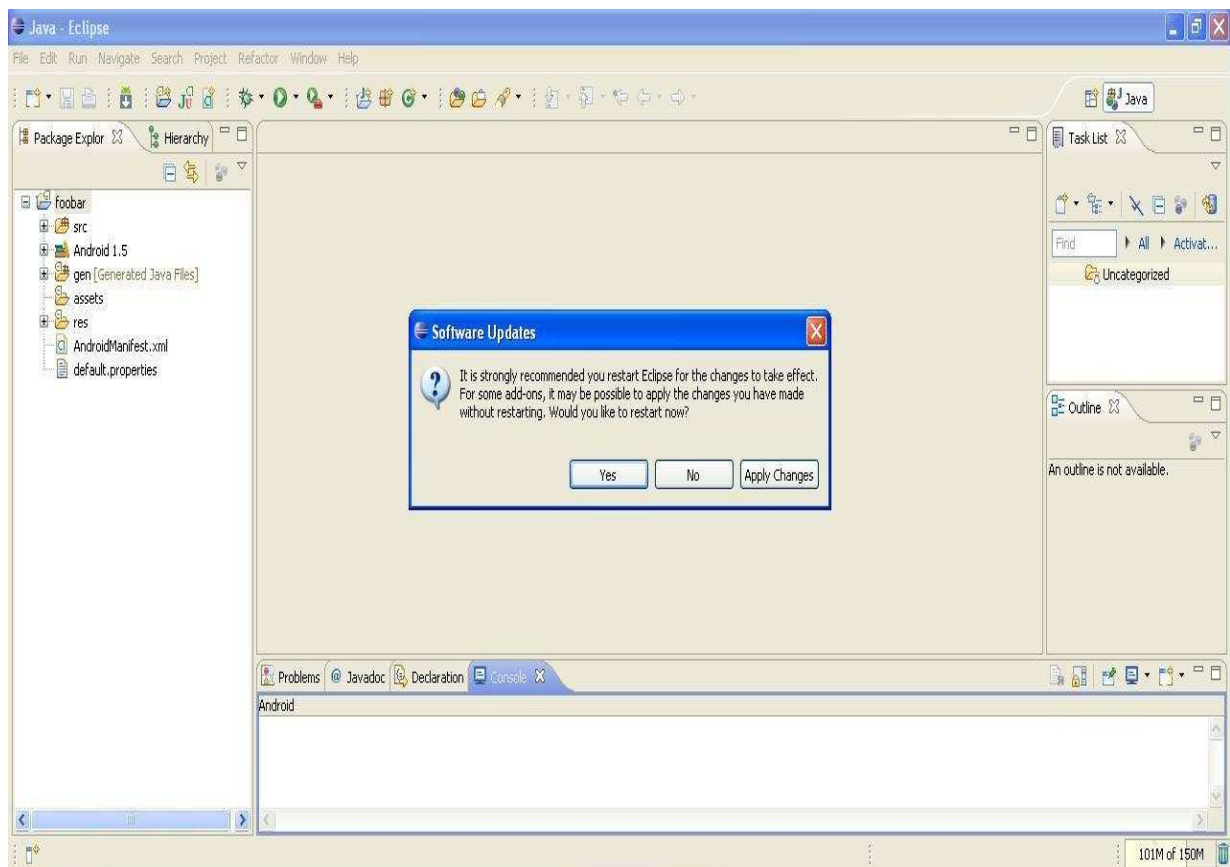 Java - Eclipse
File Edit Run Navigate Search Project Refactor Window Help
Java
Package Explor
Hierarchy
foobar
src
Android 1.5
gen [Generated Java Files]
assets
res
AndroidManifest.xml
default.properties
Task List
Find
All
Activat...
Uncategorized
Software Updates
It is strongly recommended you restart Eclipse for the changes to take effect.
For some add-ons, it may be possible to apply the changes you have made
without restarting. Would you like to restart now?
Yes
No
Apply Changes
Outline
An outline is not available.
Problems
@ Javadoc
Declaration
Console
Android
101M of 150M